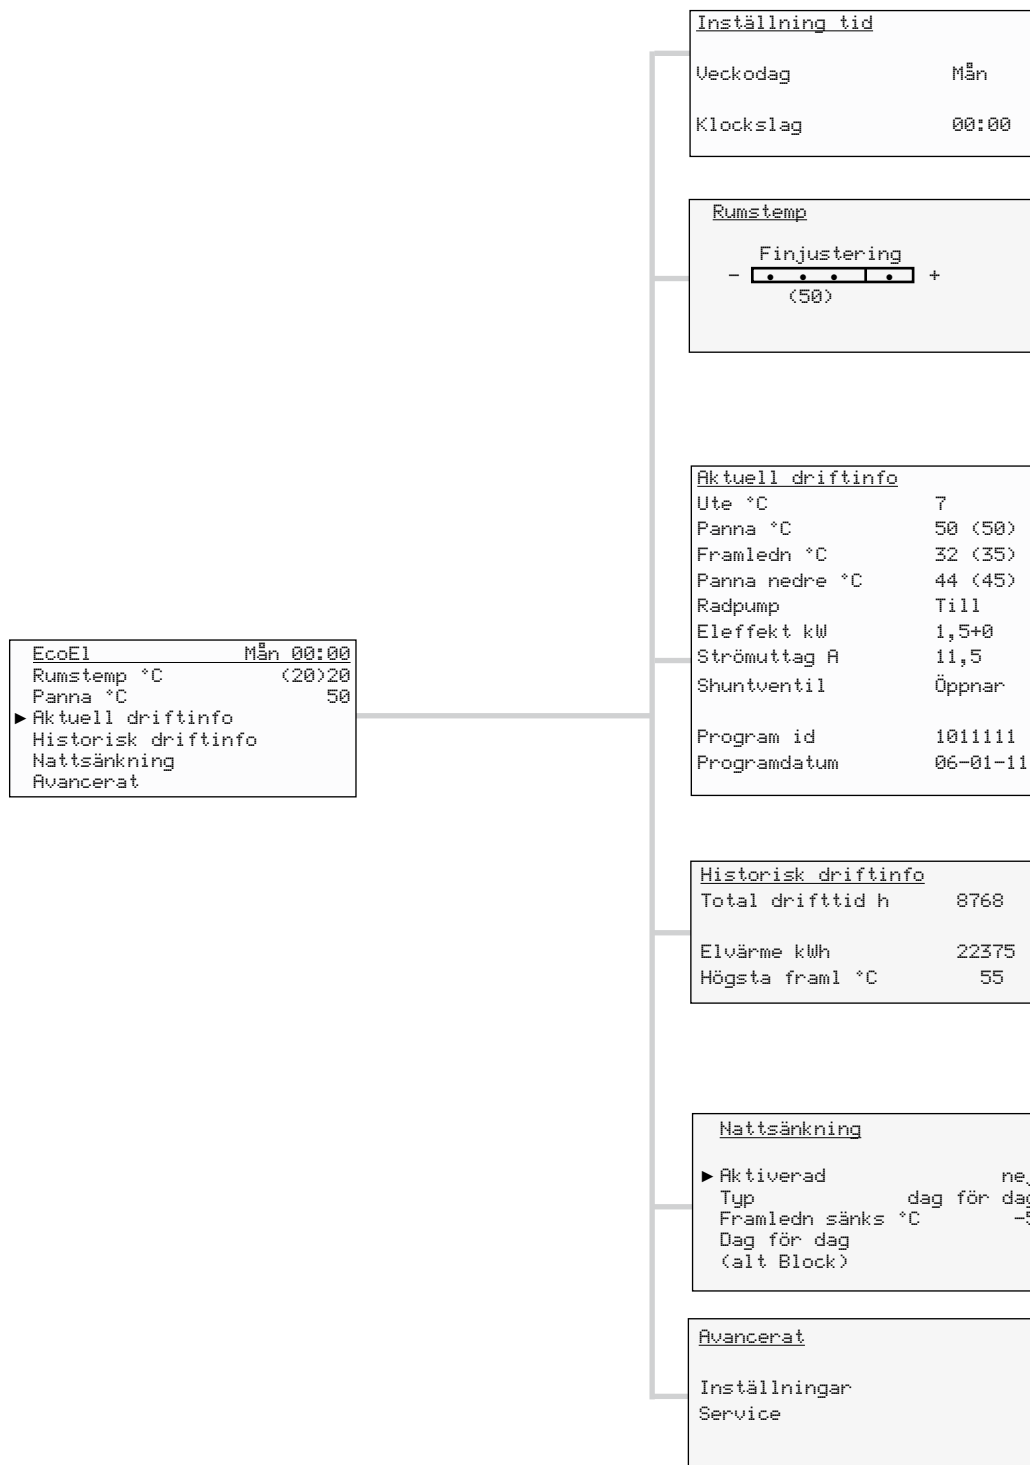 Inställning tid
Veckodag Mån
Klockslag 00:00
Rumstemp
Finjustering
- +
(50)
Aktuell driftinfo
Ute °C 7
Panna °C 50 (50)
Framledn °C 32 (35)
Panna nedre °C 44 (45)
Radpump Till
Eleffekt kW 1,5+0
Strömuttag A 11,5
Shuntventil Öppnar
Program id 1011111
Programdatum 06-01-11
EcoEl Mån 00:00
Rumstemp °C (20)20
Panna °C 50
►Aktuell driftinfo
Historisk driftinfo
Nattsänkning
Avancerat
Historisk driftinfo
Total drifttid h 8768
Elvärme kWh 22375
Högsta framl °C 55
Nattsänkning
►Aktiverad nej
Typ dag för dag
Framledn sänks °C -5
Dag för dag
(alt Block)
Avancerat
Inställningar
Service